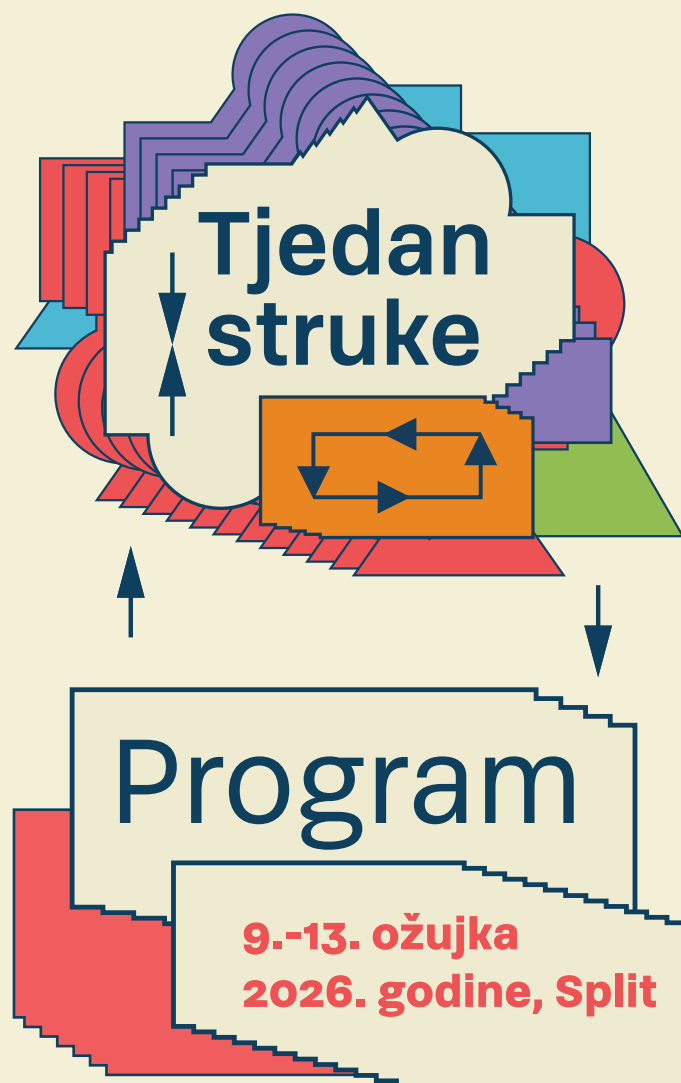 Tjedan
struke
Program
9.-13. ožujka
2026. godine, Split